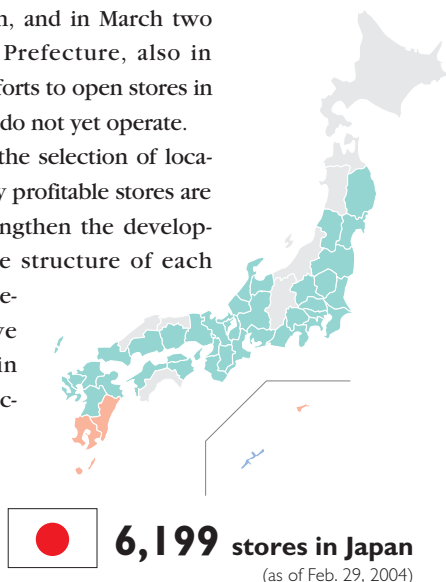 n, and in March two
Prefecture, also in
forts to open stores in
do not yet operate.
the selection of loca-
y profitable stores are
ngthen the develop-
e structure of each
e-
ve
in
c-
6,199 stores in Japan
(as of Feb. 29, 2004)